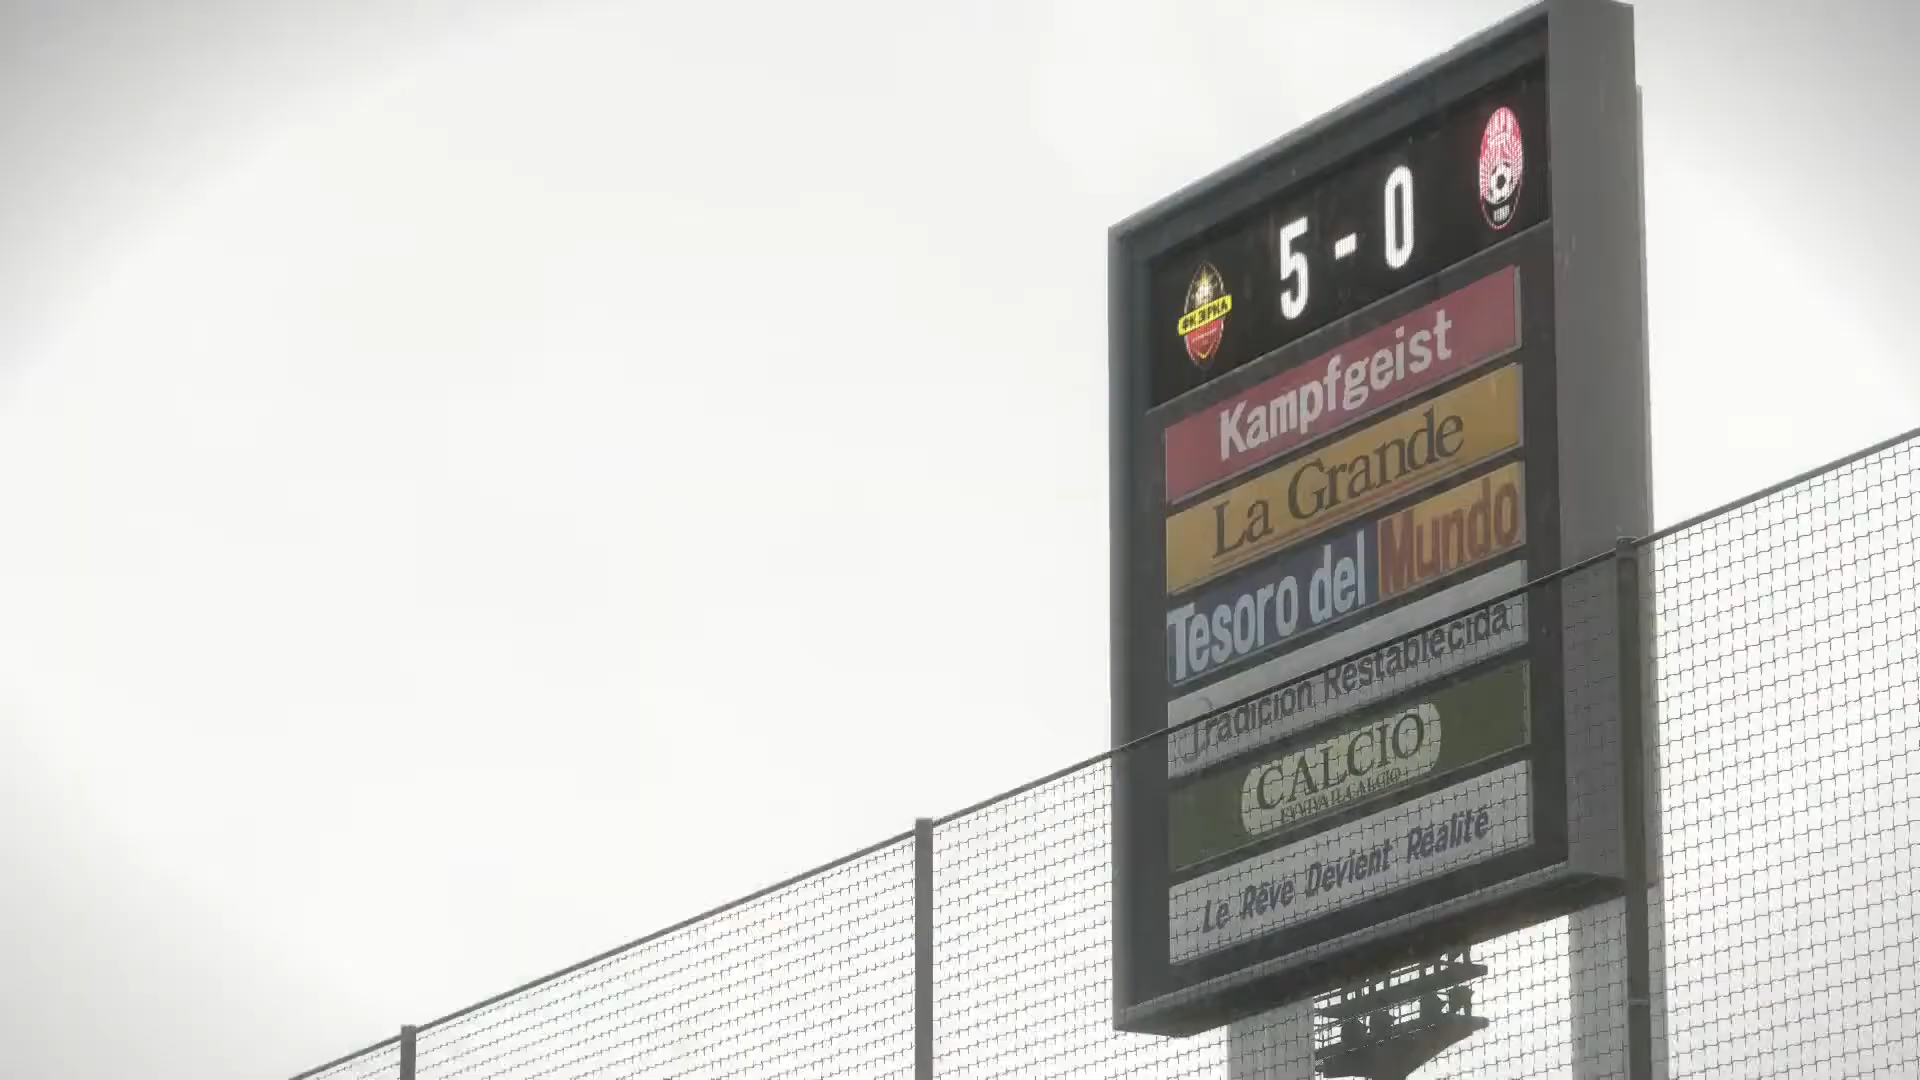 5 - 0
Kampfgeist
La Grande
Tesoro del Mundo
Tradición Restablecida
CALCIO
Le Rêve Devient Réalité